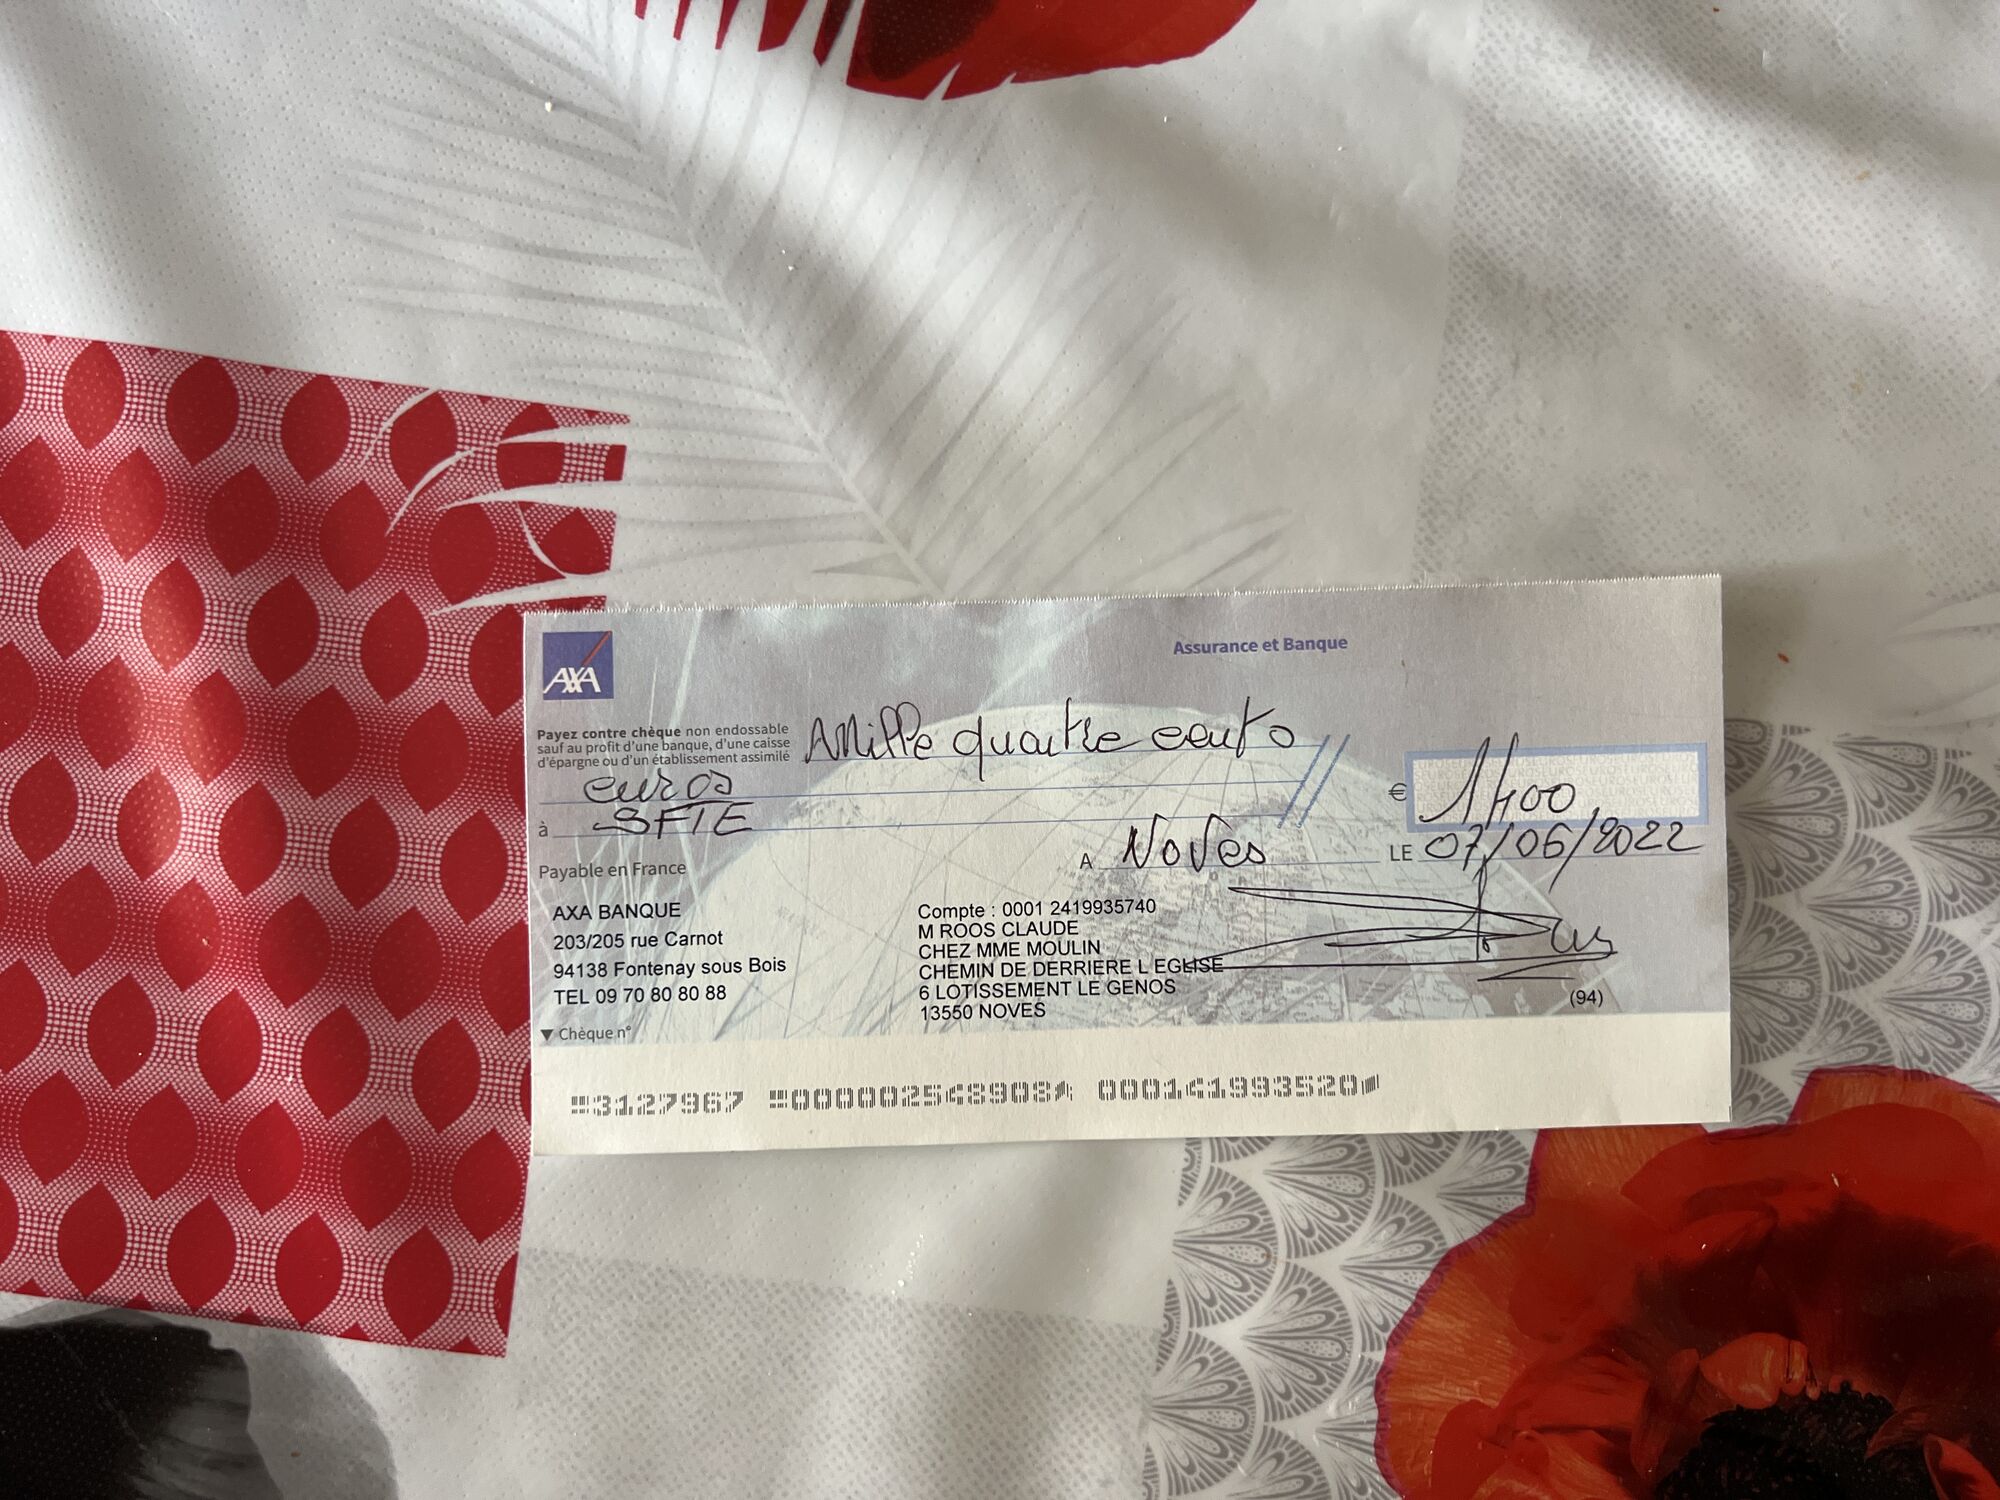 AXA
Assurance et Banque
Payez contre chèque non endossable
sauf au profit d'une banque, d'une caisse
d'épargne ou d'un établissement assimilé
Mille quatre cents
euros
€ 1400,
à SFIE
A Noves LE 07/06/2022
Payable en France
AXA BANQUE
203/205 rue Carnot
94138 Fontenay sous Bois
TEL 09 70 80 80 88
Compte : 0001 2419935740
M ROOS CLAUDE
CHEZ MME MOULIN
CHEMIN DE DERRIERE L EGLISE
6 LOTISSEMENT LE GENOS
13550 NOVES
(94)
▼ Chèque n°
3127967 000000254890 000141993520